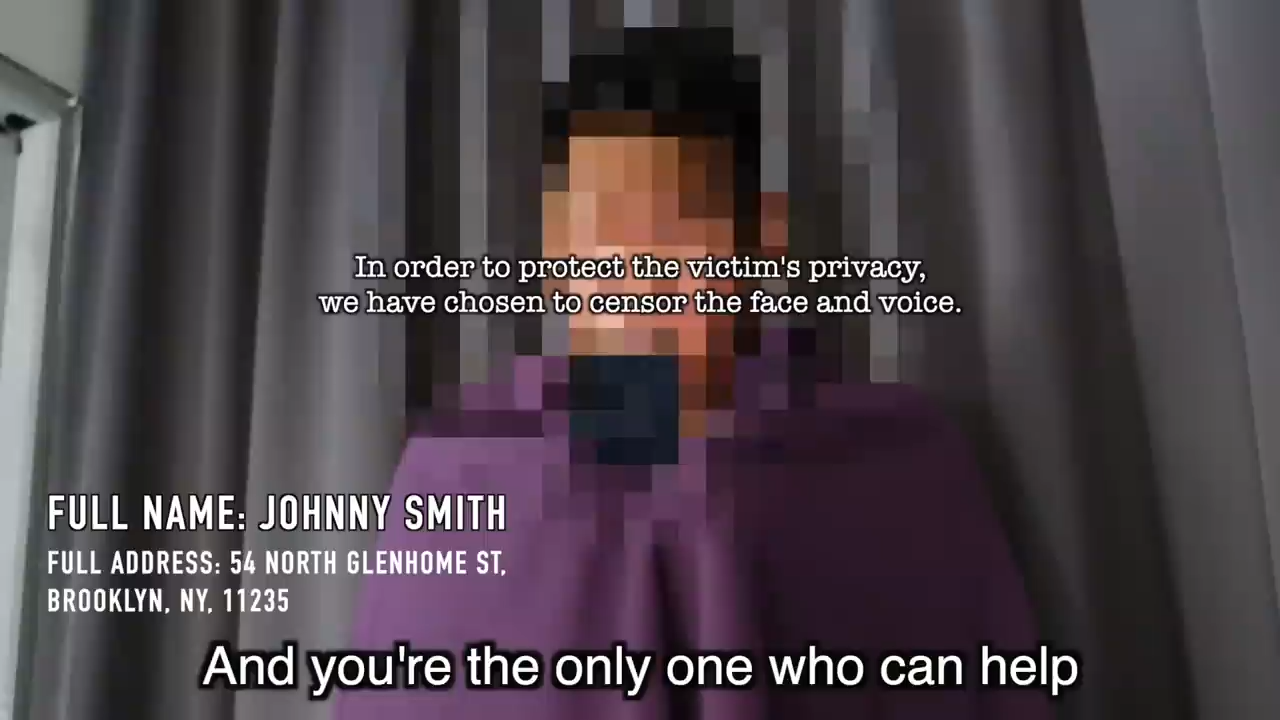 In order to protect the victim's privacy,
we have chosen to censor the face and voice.
FULL NAME: JOHNNY SMITH
FULL ADDRESS: 54 NORTH GLENHOME ST,
BROOKLYN, NY, 11235
And you're the only one who can help